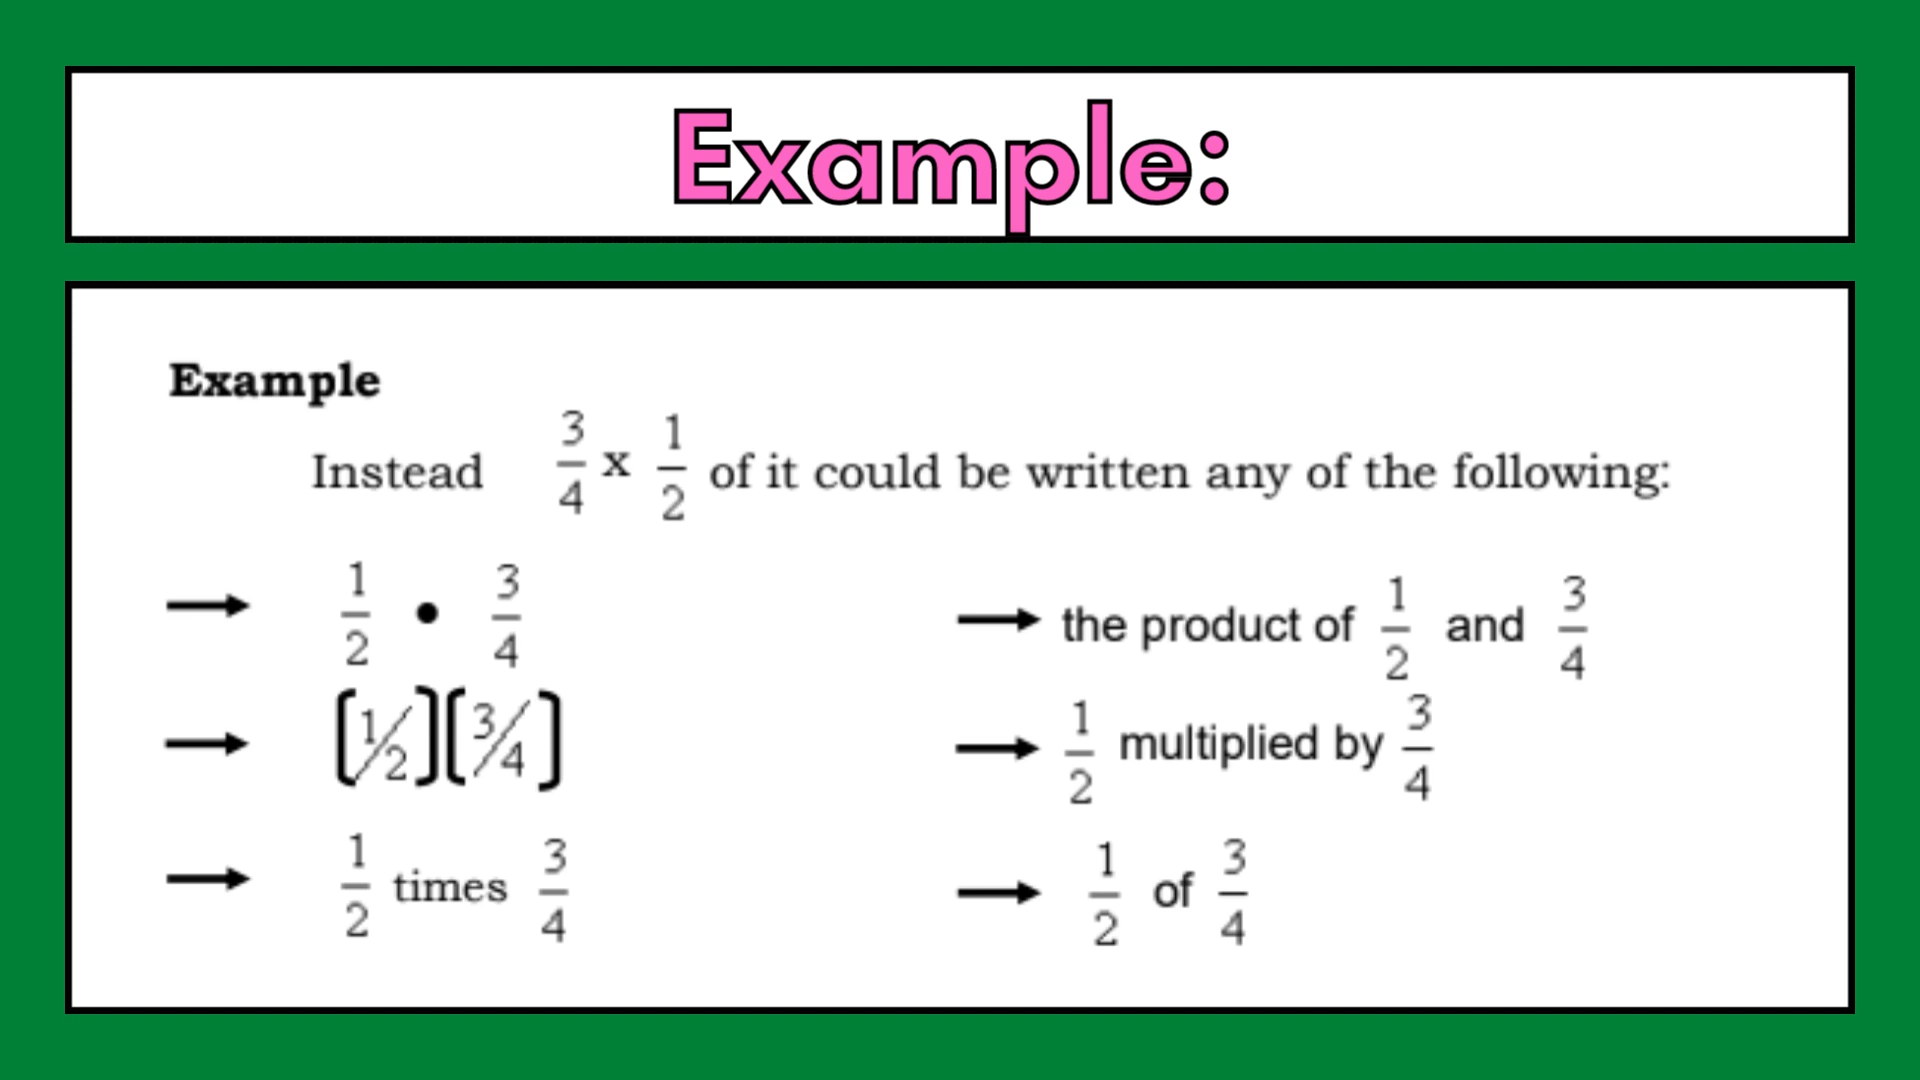 Example:
Example
Instead 3/4 x 1/2 of it could be written any of the following:
→ 1/2 • 3/4
→ [1/2][3/4]
→ 1/2 times 3/4
→ the product of 1/2 and 3/4
→ 1/2 multiplied by 3/4
→ 1/2 of 3/4